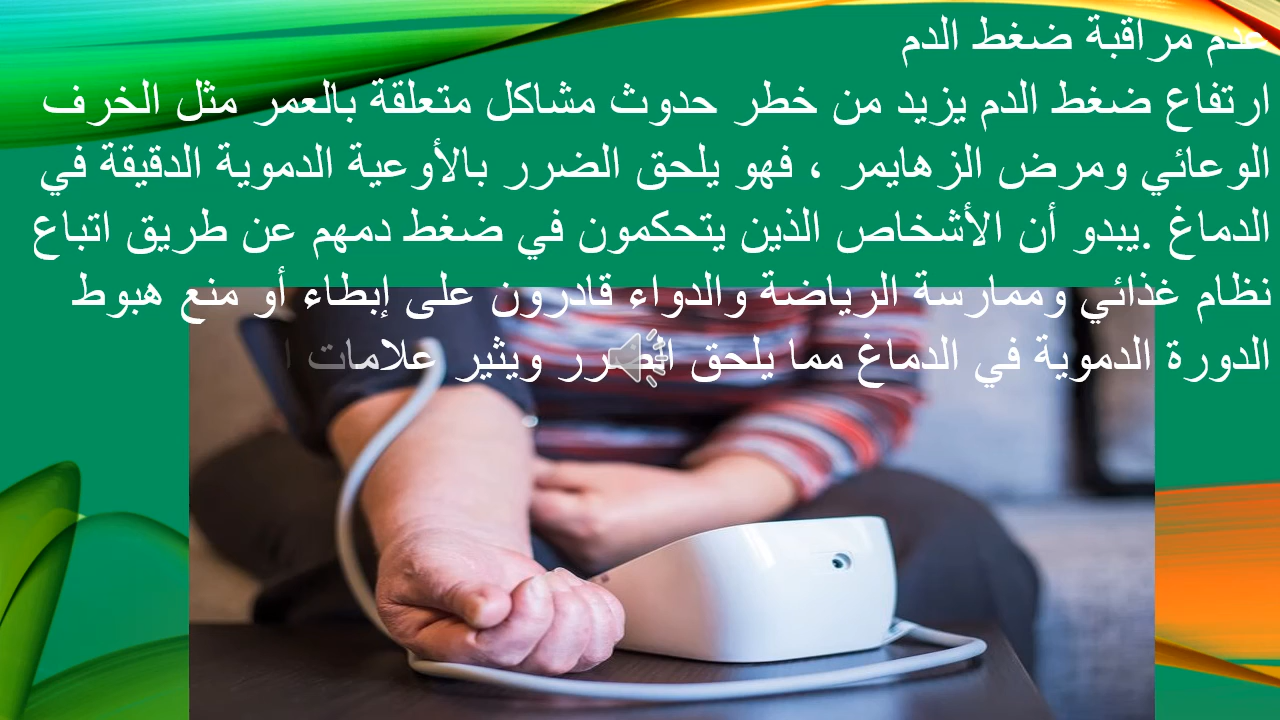 عدم مراقبة ضغط الدم
ارتفاع ضغط الدم يزيد من خطر حدوث مشاكل متعلقة بالعمر مثل الخرف
الوعائي ومرض الزهايمر ، فهو يلحق الضرر بالأوعية الدموية الدقيقة في
الدماغ .يبدو أن الأشخاص الذين يتحكمون في ضغط دمهم عن طريق اتباع
نظام غذائي وممارسة الرياضة والدواء قادرون على إبطاء أو منع هبوط
الدورة الدموية في الدماغ مما يلحق الضرر ويثير علامات